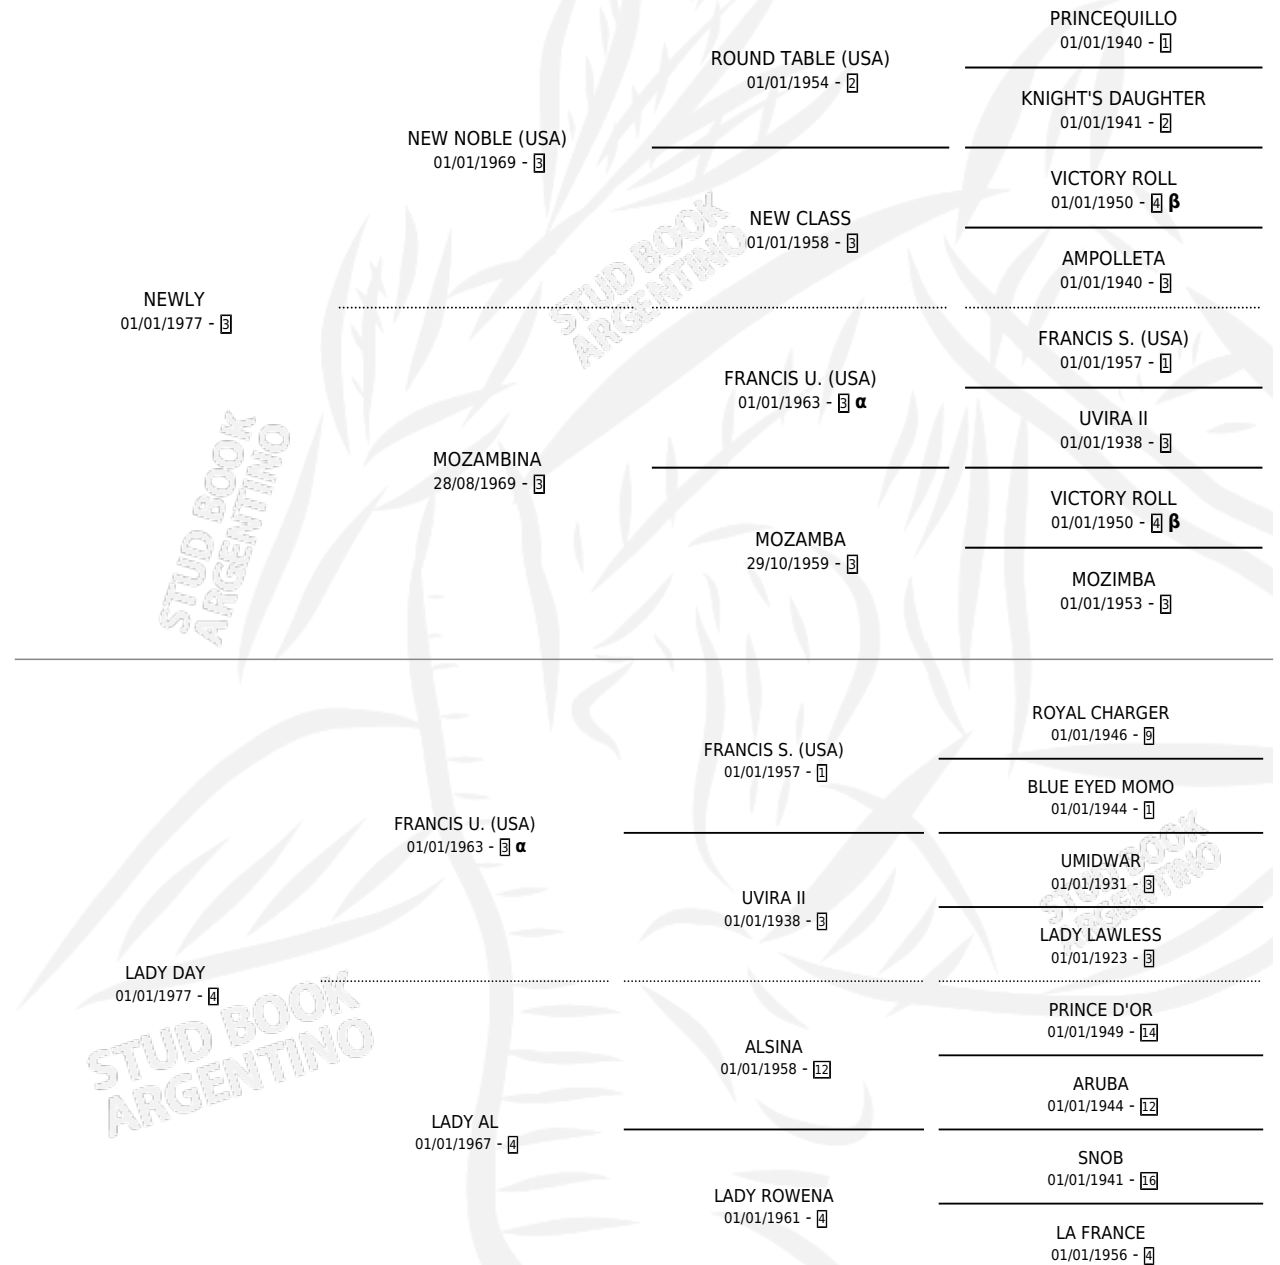 PRINCEQUILLO
01/01/1940 - 1
ROUND TABLE (USA)
01/01/1954 - 2
KNIGHT'S DAUGHTER
01/01/1941 - 2
NEW NOBLE (USA)
01/01/1969 - 3
VICTORY ROLL
01/01/1950 - 4 β
NEW CLASS
01/01/1958 - 3
AMPOLLETA
01/01/1940 - 3
NEWLY
01/01/1977 - 3
FRANCIS S. (USA)
01/01/1957 - 1
FRANCIS U. (USA)
01/01/1963 - 3 α
UVIRA II
01/01/1938 - 3
MOZAMBINA
28/08/1969 - 3
VICTORY ROLL
01/01/1950 - 4 β
MOZAMBA
29/10/1959 - 3
MOZIMBA
01/01/1953 - 3
ROYAL CHARGER
01/01/1946 - 9
FRANCIS S. (USA)
01/01/1957 - 1
BLUE EYED MOMO
01/01/1944 - 1
FRANCIS U. (USA)
01/01/1963 - 3 α
UMIDWAR
01/01/1931 - 3
UVIRA II
01/01/1938 - 3
LADY LAWLESS
01/01/1923 - 3
LADY DAY
01/01/1977 - 4
PRINCE D'OR
01/01/1949 - 14
ALSINA
01/01/1958 - 12
ARUBA
01/01/1944 - 12
LADY AL
01/01/1967 - 4
SNOB
01/01/1941 - 16
LADY ROWENA
01/01/1961 - 4
LA FRANCE
01/01/1956 - 4
STUD BOOK
ARGENTINO
STUD BOOK
ARGENTINO
STUD BOOK
ARGENTINO
STUD BOOK
ARGENTINO